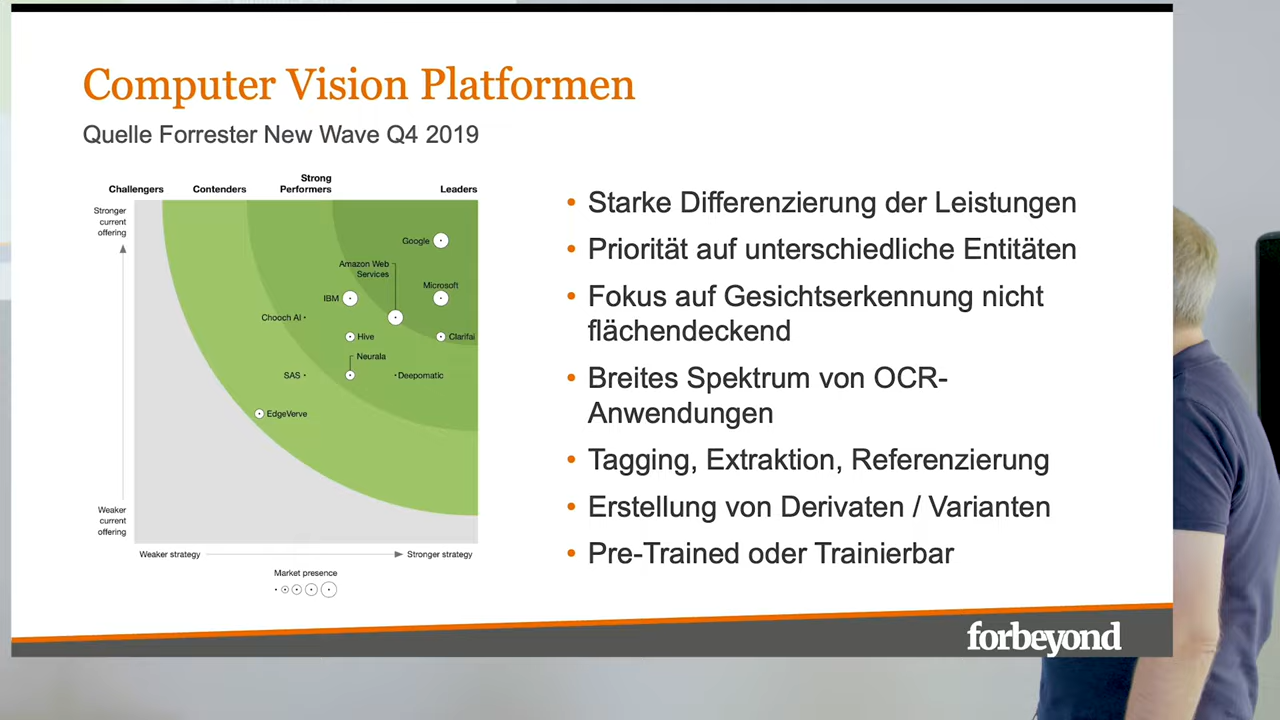 Computer Vision Platformen
Quelle Forrester New Wave Q4 2019
Challengers
Contenders
Strong
Performers
Leaders
Stronger
current
offering
Google
Amazon Web
Services
IBM
Microsoft
Chooch AI
Hive
Clarifai
Neurala
SAS
Deepomatic
EdgeVerve
Weaker
current
offering
Weaker strategy
Stronger strategy
Market presence
• Starke Differenzierung der Leistungen
• Priorität auf unterschiedliche Entitäten
• Fokus auf Gesichtserkennung nicht
flächendeckend
• Breites Spektrum von OCR-
Anwendungen
• Tagging, Extraktion, Referenzierung
• Erstellung von Derivaten / Varianten
• Pre-Trained oder Trainierbar
forbeyond